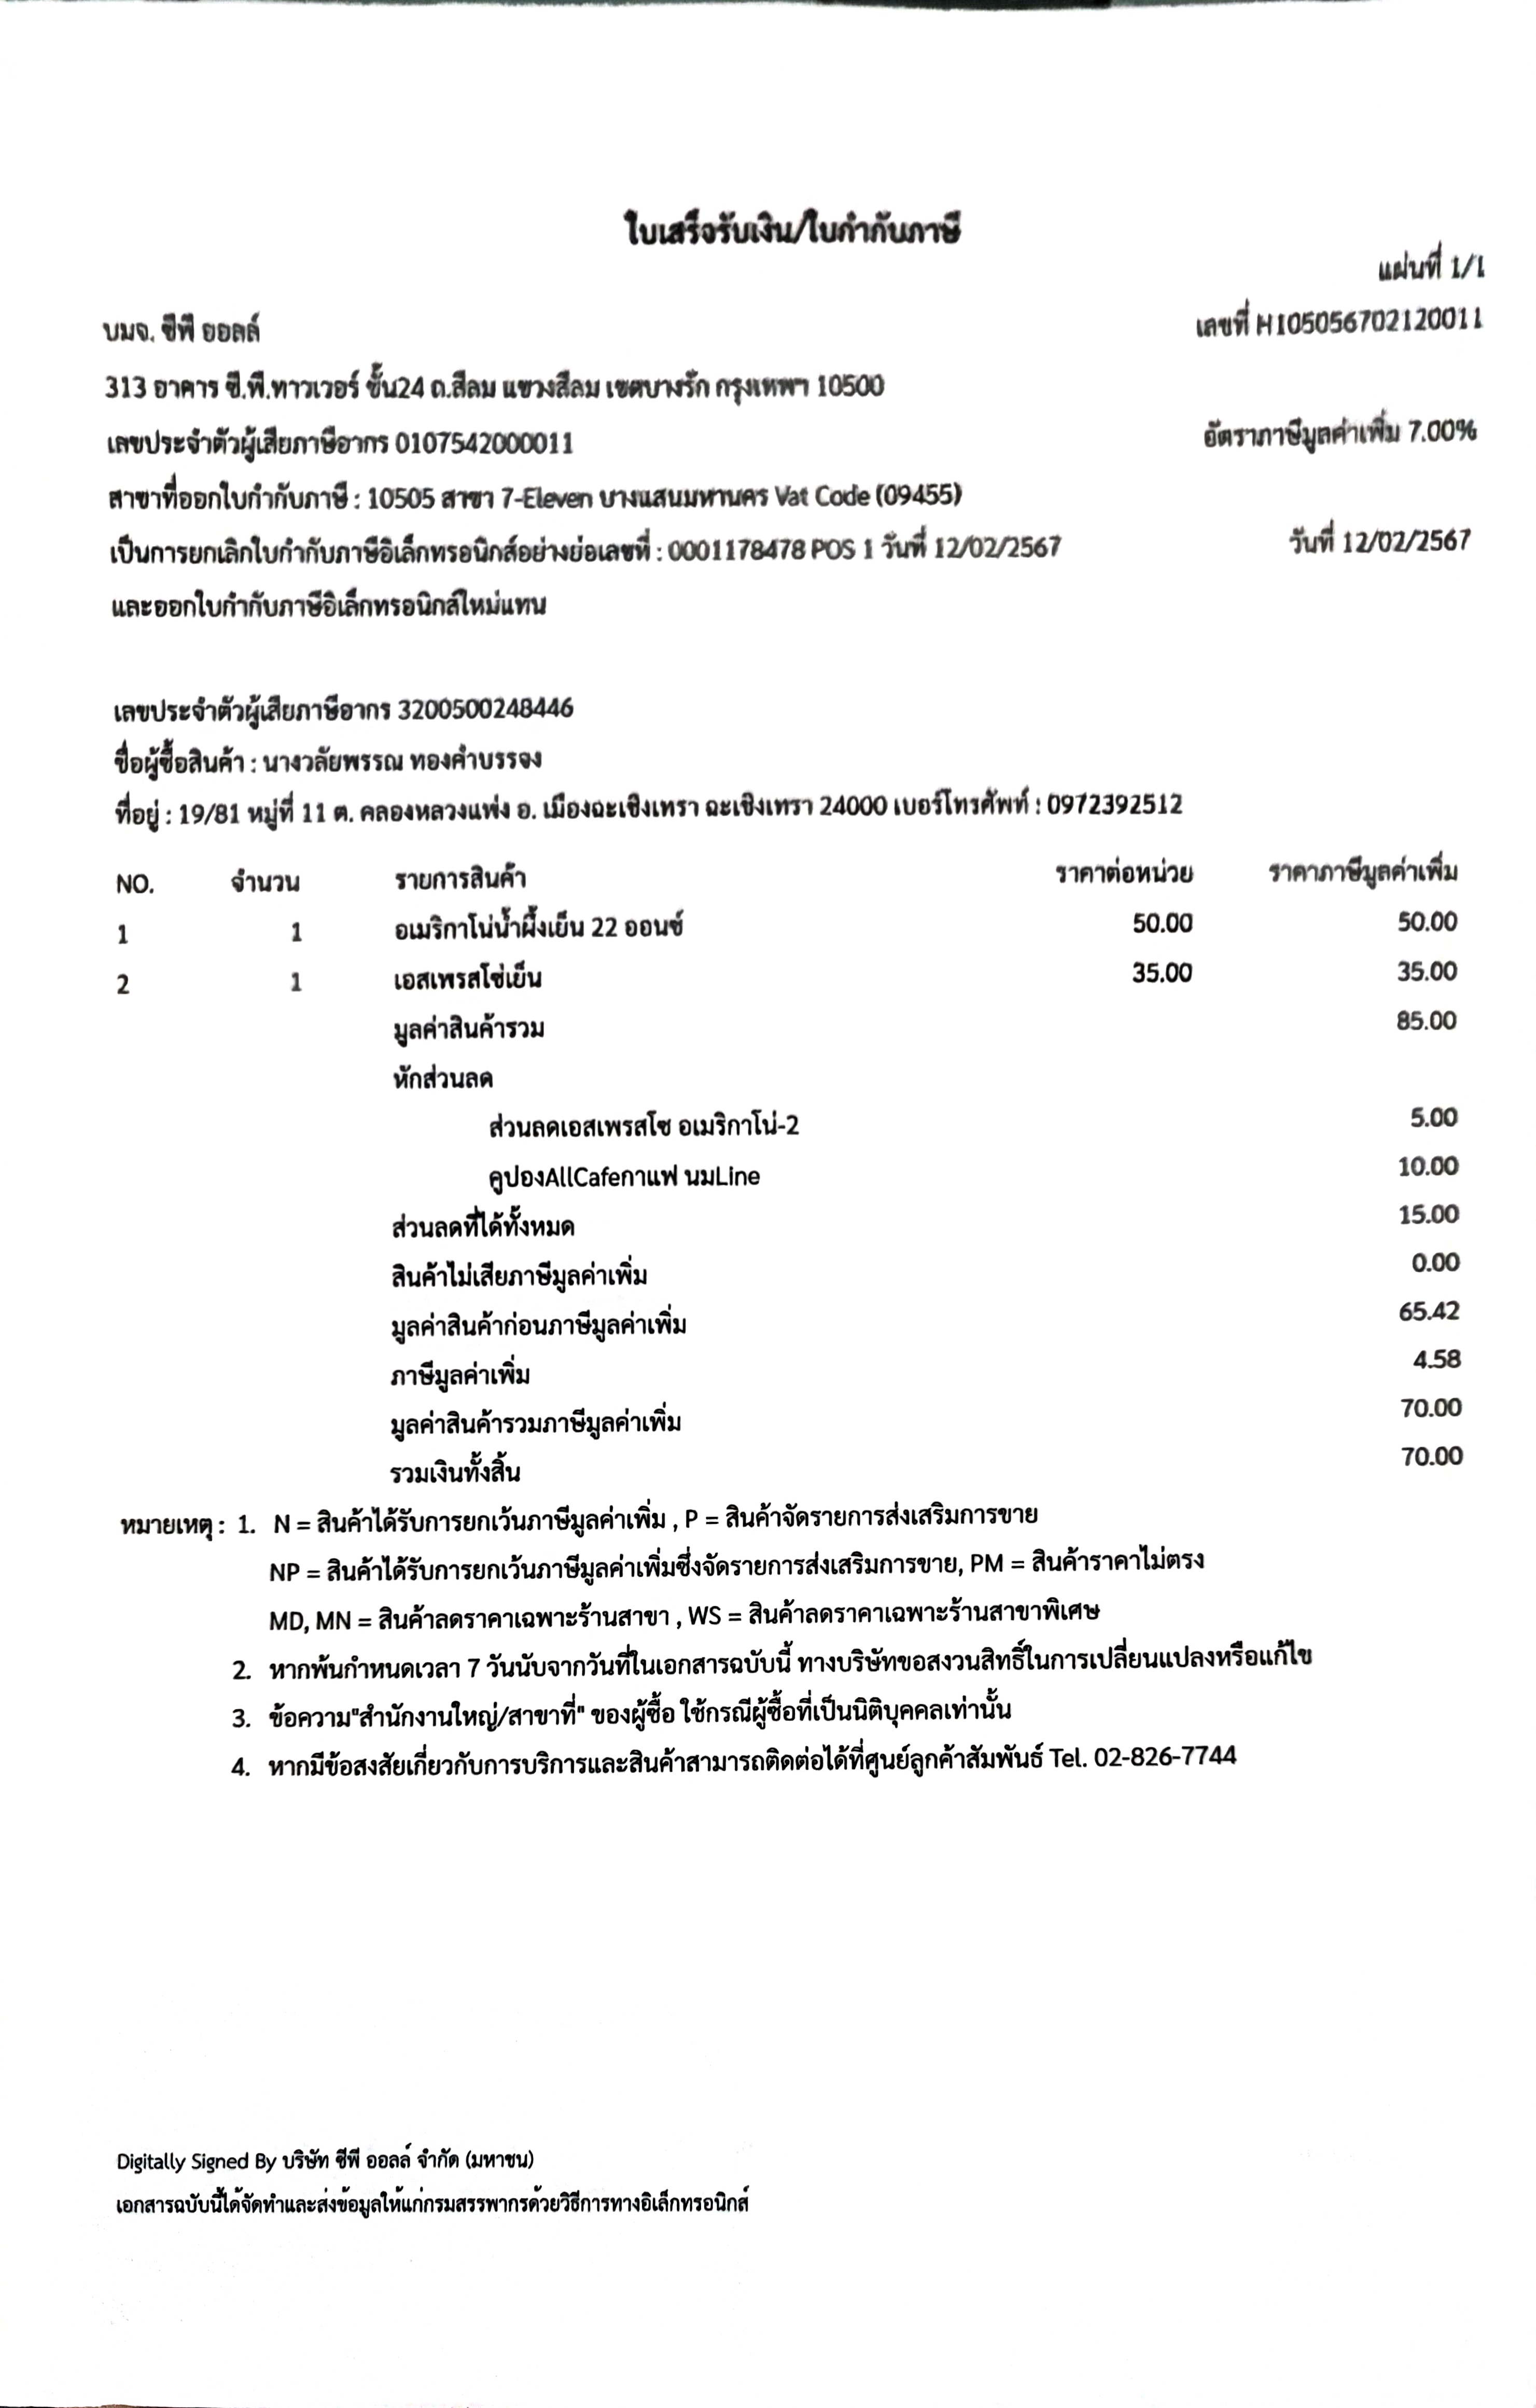 ใบเสร็จรับเงิน/ใบกำกับภาษี
แผ่นที่ 1/1
บมจ. ซีพี ออลล์
เลขที่ H105056702120011
313 อาคาร ซี.พี.ทาวเวอร์ ชั้น24 ถ.สีลม แขวงสีลม เขตบางรัก กรุงเทพฯ 10500
เลขประจำตัวผู้เสียภาษีอากร 0107542000011
อัตราภาษีมูลค่าเพิ่ม 7.00%
สาขาที่ออกใบกำกับภาษี : 10505 สาขา 7-Eleven บางแสนมหานคร Vat Code (09455)
เป็นการยกเลิกใบกำกับภาษีอิเล็กทรอนิกส์อย่างย่อเลขที่ : 0001178478 POS 1 วันที่ 12/02/2567
วันที่ 12/02/2567
และออกใบกำกับภาษีอิเล็กทรอนิกส์ใหม่แทน
เลขประจำตัวผู้เสียภาษีอากร 3200500248446
ชื่อผู้ซื้อสินค้า : นางวลัยพรรณ ทองคำบรรจง
ที่อยู่ : 19/81 หมู่ที่ 11 ต. คลองหลวงแพ่ง อ. เมืองฉะเชิงเทรา ฉะเชิงเทรา 24000 เบอร์โทรศัพท์ : 0972392512
NO. จำนวน รายการสินค้า ราคาต่อหน่วย ราคาภาษีมูลค่าเพิ่ม
1 1 อเมริกาโน่น้ำผึ้งเย็น 22 ออนซ์ 50.00 50.00
2 1 เอสเพรสโซ่เย็น 35.00 35.00
มูลค่าสินค้ารวม 85.00
หักส่วนลด
ส่วนลดเอสเพรสโซ อเมริกาโน่-2 5.00
คูปองAllCafeกาแฟ นมLine 10.00
ส่วนลดที่ได้ทั้งหมด 15.00
สินค้าไม่เสียภาษีมูลค่าเพิ่ม 0.00
มูลค่าสินค้าก่อนภาษีมูลค่าเพิ่ม 65.42
ภาษีมูลค่าเพิ่ม 4.58
มูลค่าสินค้ารวมภาษีมูลค่าเพิ่ม 70.00
รวมเงินทั้งสิ้น 70.00
หมายเหตุ : 1. N = สินค้าได้รับการยกเว้นภาษีมูลค่าเพิ่ม , P = สินค้าจัดรายการส่งเสริมการขาย
NP = สินค้าได้รับการยกเว้นภาษีมูลค่าเพิ่มซึ่งจัดรายการส่งเสริมการขาย, PM = สินค้าราคาไม่ตรง
MD, MN = สินค้าลดราคาเฉพาะร้านสาขา , WS = สินค้าลดราคาเฉพาะร้านสาขาพิเศษ
2. หากพ้นกำหนดเวลา 7 วันนับจากวันที่ในเอกสารฉบับนี้ ทางบริษัทขอสงวนสิทธิ์ในการเปลี่ยนแปลงหรือแก้ไข
3. ข้อความ"สำนักงานใหญ่/สาขาที่" ของผู้ซื้อ ใช้กรณีผู้ซื้อที่เป็นนิติบุคคลเท่านั้น
4. หากมีข้อสงสัยเกี่ยวกับการบริการและสินค้าสามารถติดต่อได้ที่ศูนย์ลูกค้าสัมพันธ์ Tel. 02-826-7744
Digitally Signed By บริษัท ซีพี ออลล์ จำกัด (มหาชน)
เอกสารฉบับนี้ได้จัดทำและส่งข้อมูลให้แก่กรมสรรพากรด้วยวิธีการทางอิเล็กทรอนิกส์